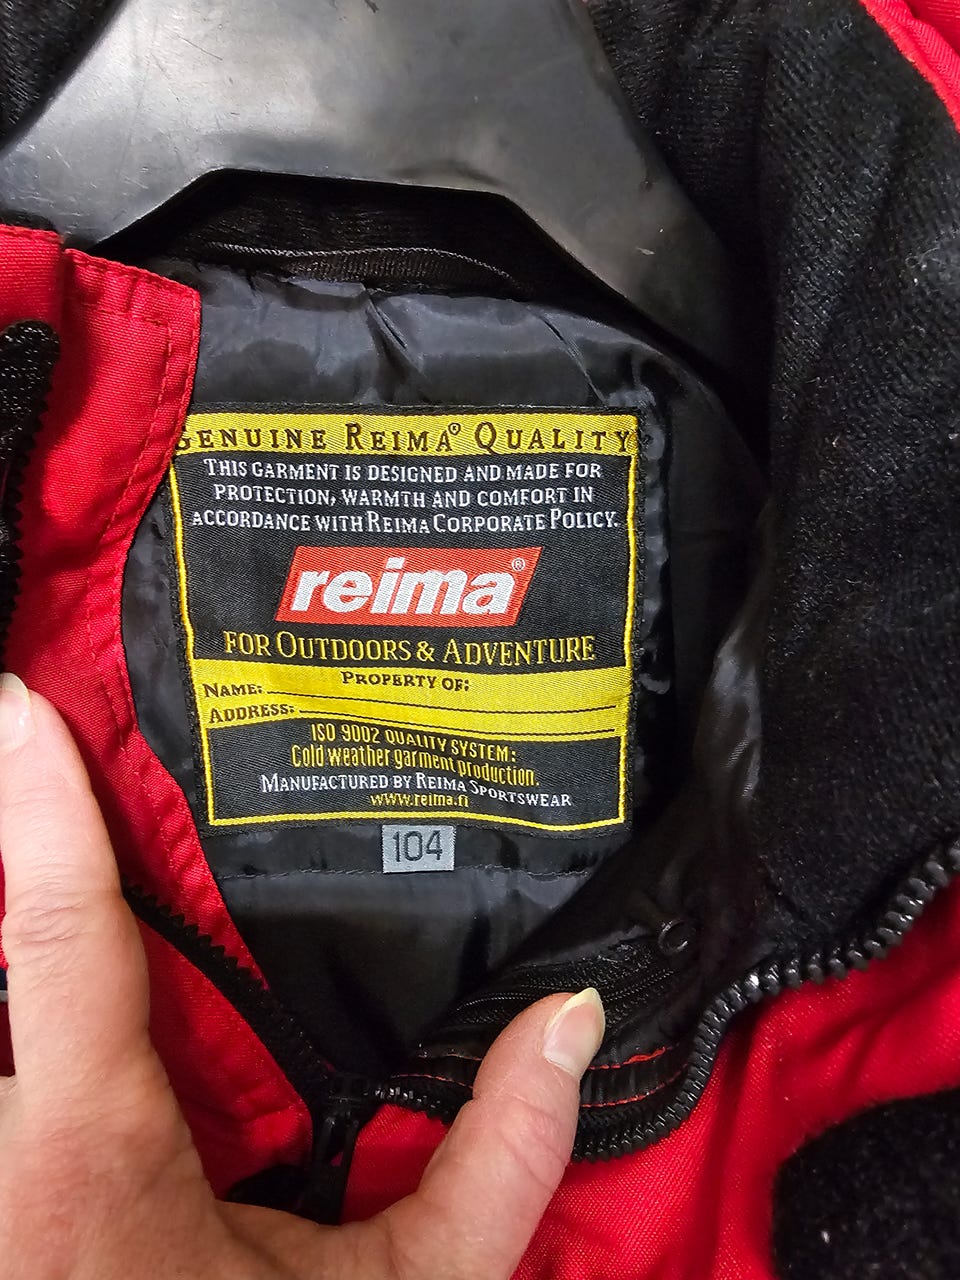 GENUINE REIMA® QUALITY
THIS GARMENT IS DESIGNED AND MADE FOR
PROTECTION, WARMTH AND COMFORT IN
ACCORDANCE WITH REIMA CORPORATE POLICY.
reima®
FOR OUTDOORS & ADVENTURE
PROPERTY OF:
NAME:
ADDRESS:
ISO 9002 QUALITY SYSTEM:
Cold weather garment production.
MANUFACTURED BY REIMA SPORTSWEAR
www.reima.fi
104